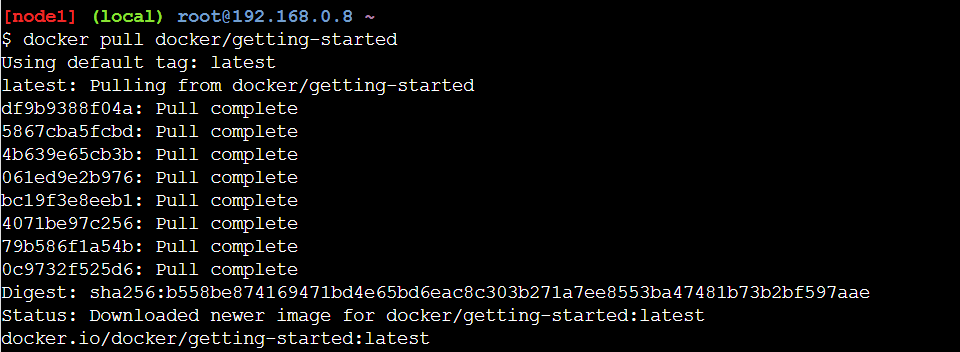 [node1] (local) root@192.168.0.8 ~
$ docker pull docker/getting-started
Using default tag: latest
latest: Pulling from docker/getting-started
df9b9388f04a: Pull complete
5867cba5fcbd: Pull complete
4b639e65cb3b: Pull complete
061ed9e2b976: Pull complete
bc19f3e8eeb1: Pull complete
4071be97c256: Pull complete
79b586f1a54b: Pull complete
0c9732f525d6: Pull complete
Digest: sha256:b558be874169471bd4e65bd6eac8c303b271a7ee8553ba47481b73b2bf597aae
Status: Downloaded newer image for docker/getting-started:latest
docker.io/docker/getting-started:latest